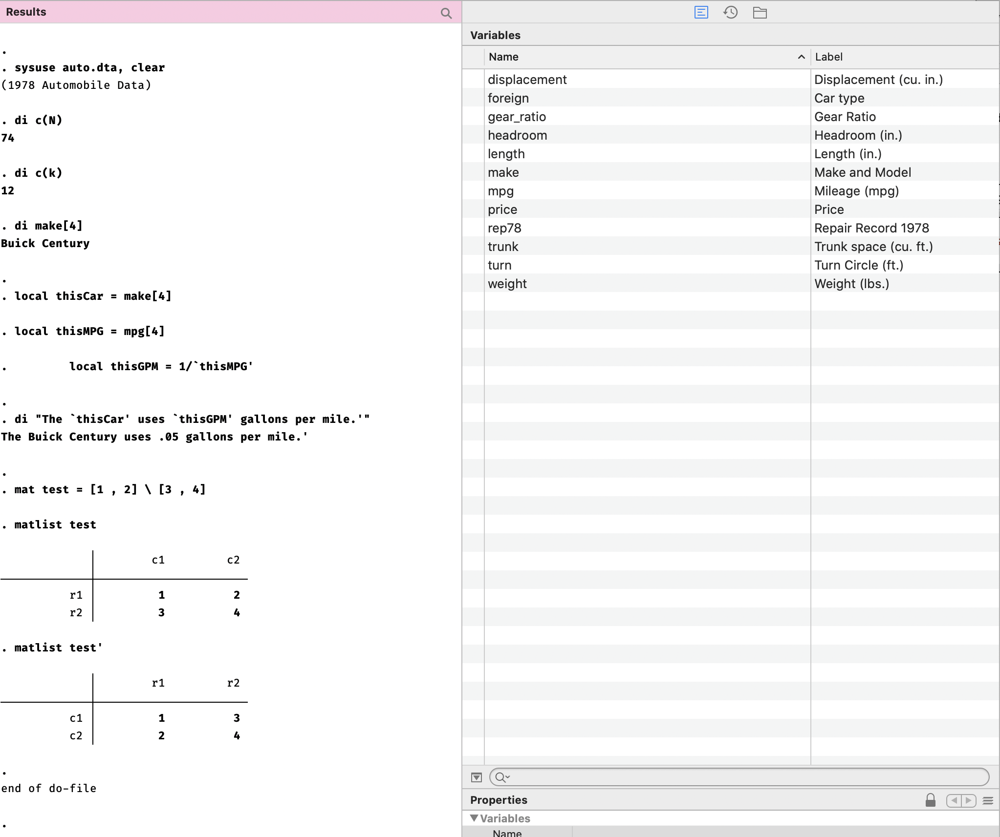 Results
.
. sysuse auto.dta, clear
(1978 Automobile Data)
. di c(N)
74
. di c(k)
12
. di make[4]
Buick Century
.
. local thisCar = make[4]
. local thisMPG = mpg[4]
.         local thisGPM = 1/`thisMPG'
.
. di "The `thisCar' uses `thisGPM' gallons per mile.'"
The Buick Century uses .05 gallons per mile.'
.
. mat test = [1 , 2] \ [3 , 4]
. matlist test
c1 c2
r1 1 2
r2 3 4
. matlist test'
r1 r2
c1 1 3
c2 2 4
.
end of do-file
.
Variables
Name Label
displacement Displacement (cu. in.)
foreign Car type
gear_ratio Gear Ratio
headroom Headroom (in.)
length Length (in.)
make Make and Model
mpg Mileage (mpg)
price Price
rep78 Repair Record 1978
trunk Trunk space (cu. ft.)
turn Turn Circle (ft.)
weight Weight (lbs.)
Properties
Variables
Name